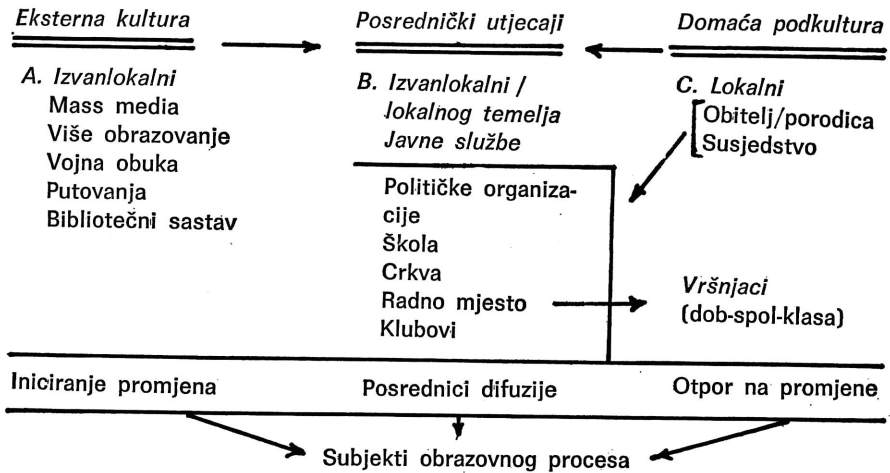 Eksterna kultura
Posrednički utjecaji
Domaća podkultura
A. Izvanlokalni
Mass media
Više obrazovanje
Vojna obuka
Putovanja
Bibliotečni sastav
B. Izvanlokalni /
lokalnog temelja
Javne službe
Političke organiza-
cije
Škola
Crkva
Radno mjesto
Klubovi
C. Lokalni
Obitelj/porodica
Susjedstvo
Vršnjaci
(dob-spol-klasa)
Iniciranje promjena
Posrednici difuzije
Otpor na promjene
Subjekti obrazovnog procesa